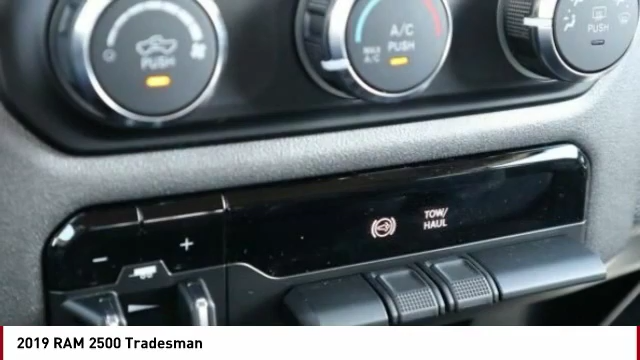 PUSH
A/C
PUSH
MAX
A/C
PUSH
TOW/
HAUL
− +
2019 RAM 2500 Tradesman